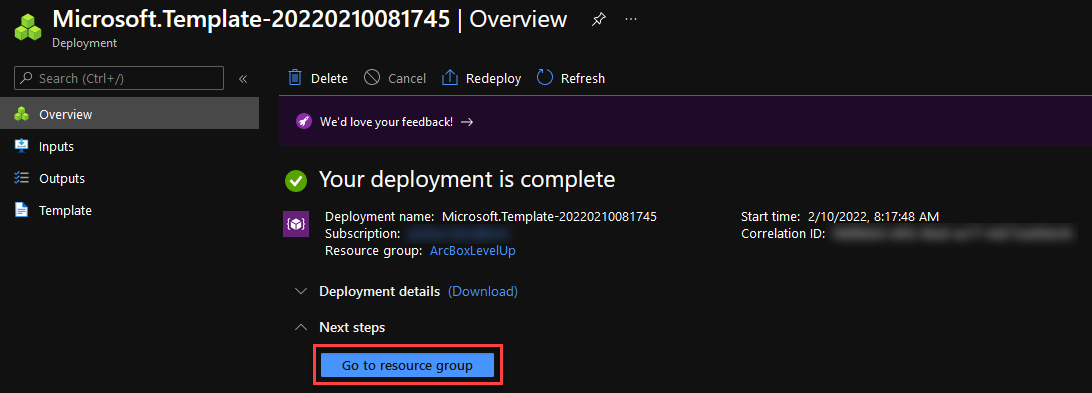 Microsoft.Template-20220210081745 | Overview
Deployment
Search (Ctrl+/)
Overview
Inputs
Outputs
Template
Delete
Cancel
Redeploy
Refresh
We'd love your feedback! →
Your deployment is complete
Deployment name: Microsoft.Template-20220210081745
Subscription:
Resource group: ArcBoxLevelUp
Start time: 2/10/2022, 8:17:48 AM
Correlation ID:
Deployment details (Download)
Next steps
Go to resource group